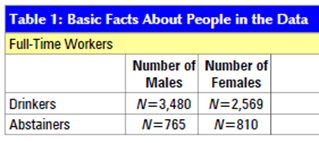 Table 1: Basic Facts About People in the Data
Full-Time Workers
Number of Males Number of Females
Drinkers N=3,480 N=2,569
Abstainers N=765 N=810